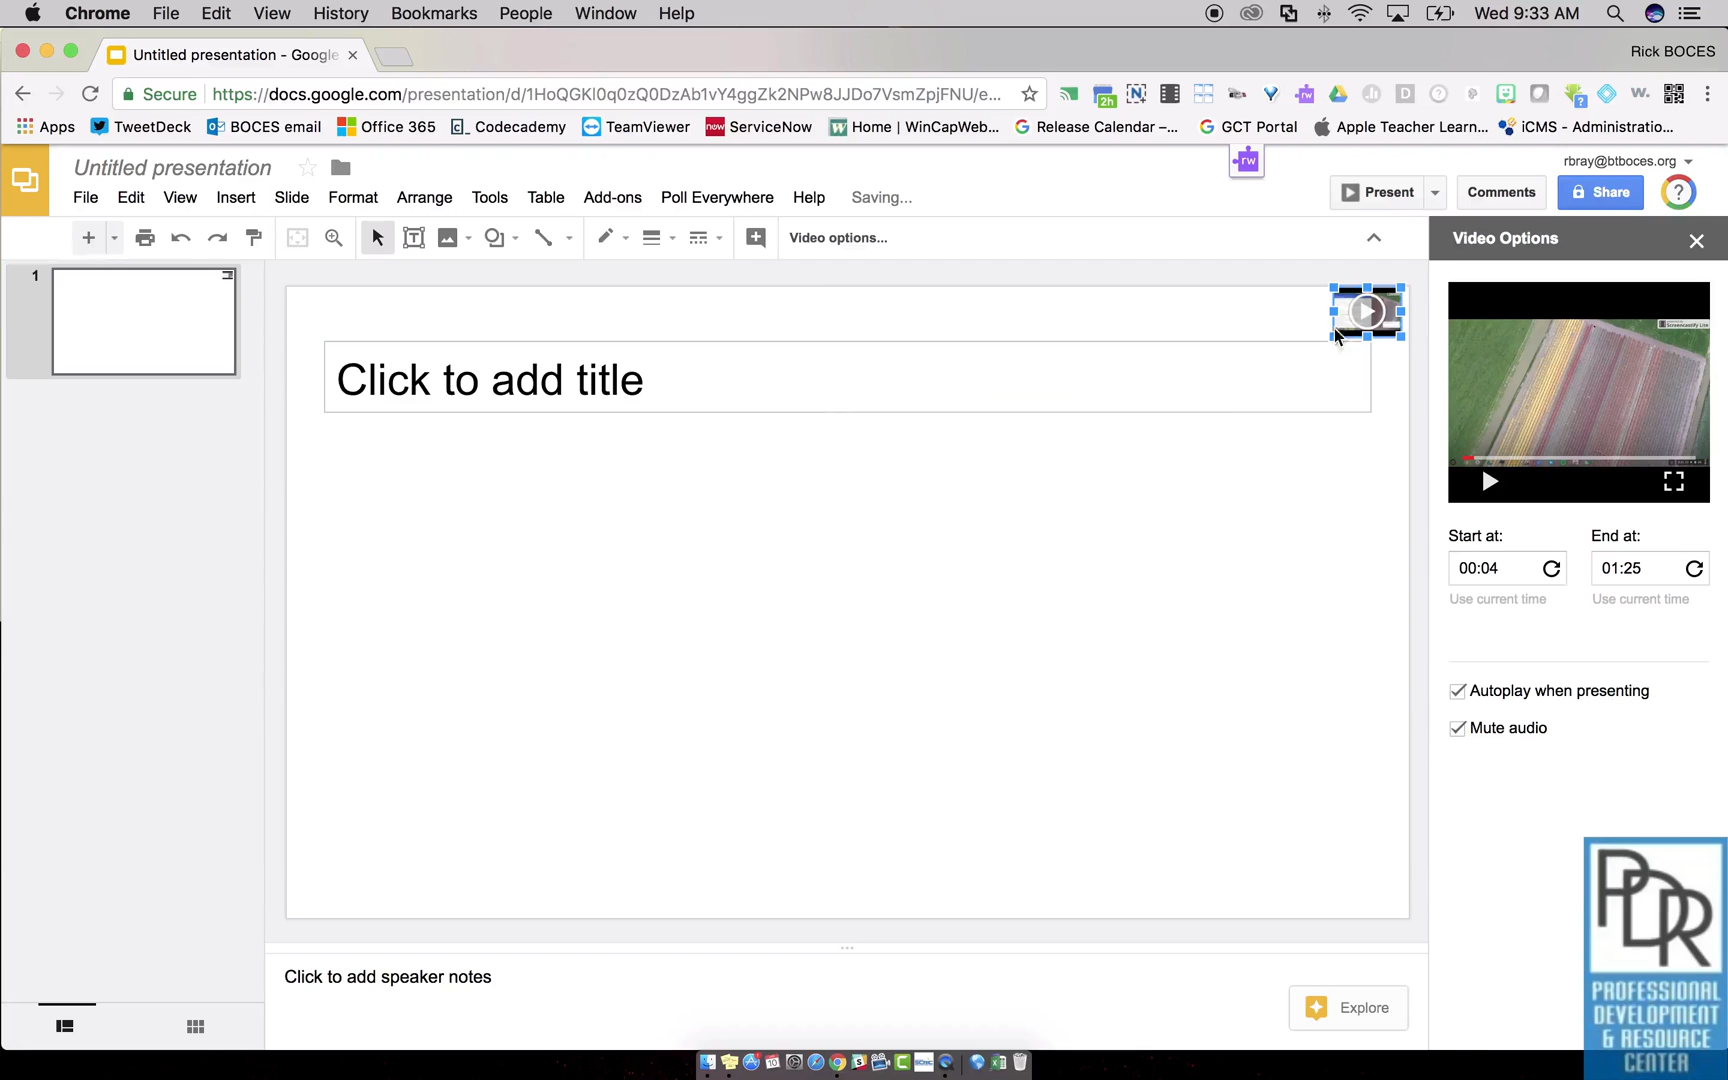 Chrome File Edit View History Bookmarks People Window Help Wed 9:33 AM
Untitled presentation - Google
Rick BOCES
Secure https://docs.google.com/presentation/d/1HoQGKl0q0zQ0DzAb1vY4ggZk2NPw8JJDo7VsmZpjFNU/e...
2h
Apps TweetDeck BOCES email Office 365 Codecademy TeamViewer ServiceNow Home | WinCapWeb... Release Calendar –... GCT Portal Apple Teacher Learn... iCMS - Administratio...
rw
Untitled presentation
rbray@btboces.org
File Edit View Insert Slide Format Arrange Tools Table Add-ons Poll Everywhere Help Saving...
Present Comments Share
Video options...
Video Options
1
Click to add title
Start at: End at:
00:04 01:25
Use current time Use current time
Autoplay when presenting
Mute audio
Click to add speaker notes
Explore
PDRC
PROFESSIONAL
DEVELOPMENT
& RESOURCE
CENTER